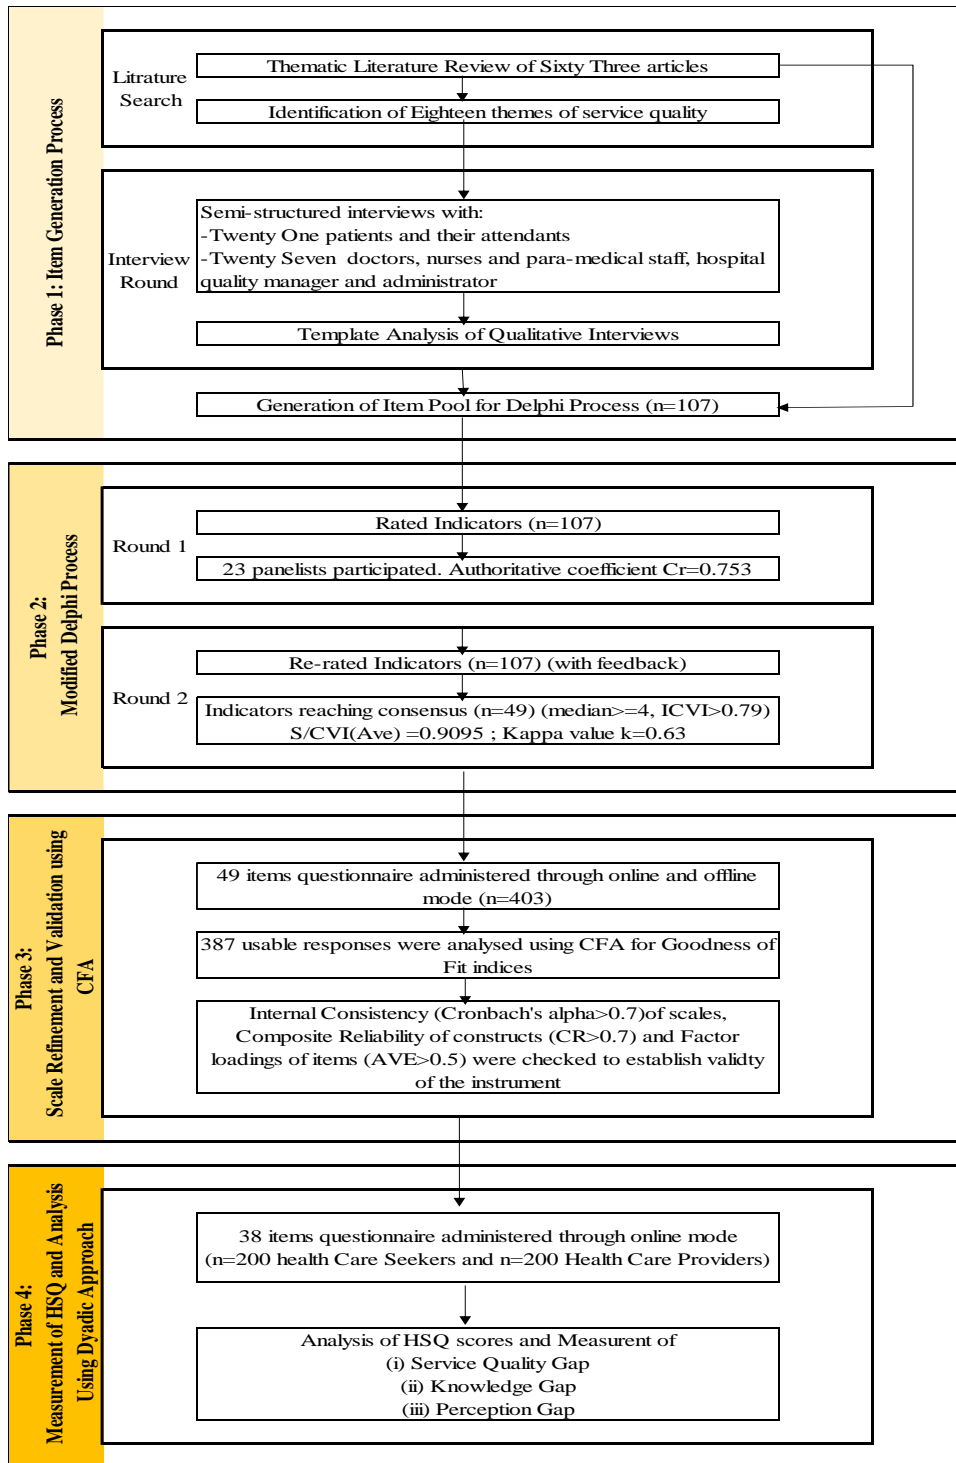 Phase 1: Item Generation Process
Litrature
Search
Thematic Literature Review of Sixty Three articles
Identification of Eighteen themes of service quality
Interview
Round
Semi-structured interviews with:
-Twenty One patients and their attendants
-Twenty Seven doctors, nurses and para-medical staff, hospital
quality manager and administrator
Template Analysis of Qualitative Interviews
Generation of Item Pool for Delphi Process (n=107)
Phase 2:
Modified Delphi Process
Round 1
Rated Indicators (n=107)
23 panelists participated. Authoritative coefficient Cr=0.753
Round 2
Re-rated Indicators (n=107) (with feedback)
Indicators reaching consensus (n=49) (median>=4, ICVI>0.79)
S/CVI(Ave) =0.9095 ; Kappa value k=0.63
Phase 3:
Scale Refinement and Validation using
CFA
49 items questionnaire administered through online and offline
mode (n=403)
387 usable responses were analysed using CFA for Goodness of
Fit indices
Internal Consistency (Cronbach's alpha>0.7)of scales,
Composite Reliability of constructs (CR>0.7) and Factor
loadings of items (AVE>0.5) were checked to establish validty
of the instrument
Phase 4:
Measurement of HSQ and Analysis
Using Dyadic Approach
38 items questionnaire administered through online mode
(n=200 health Care Seekers and n=200 Health Care Providers)
Analysis of HSQ scores and Measurent of
(i) Service Quality Gap
(ii) Knowledge Gap
(iii) Perception Gap